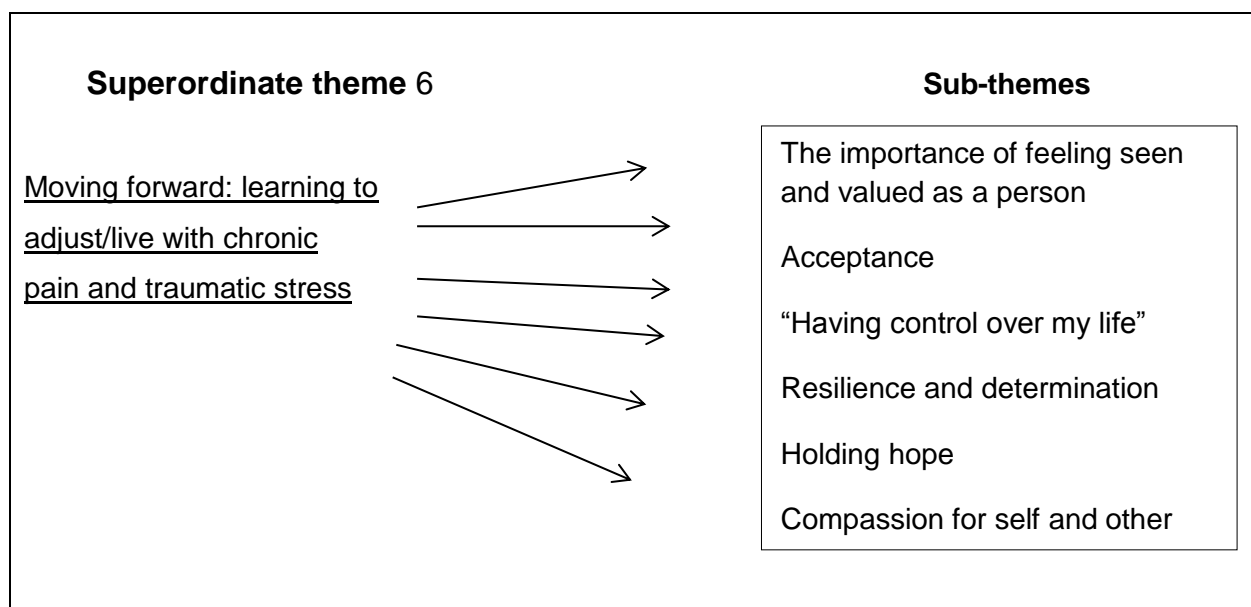 Superordinate theme 6
Sub-themes
Moving forward: learning to
adjust/live with chronic
pain and traumatic stress
The importance of feeling seen
and valued as a person
Acceptance
“Having control over my life”
Resilience and determination
Holding hope
Compassion for self and other